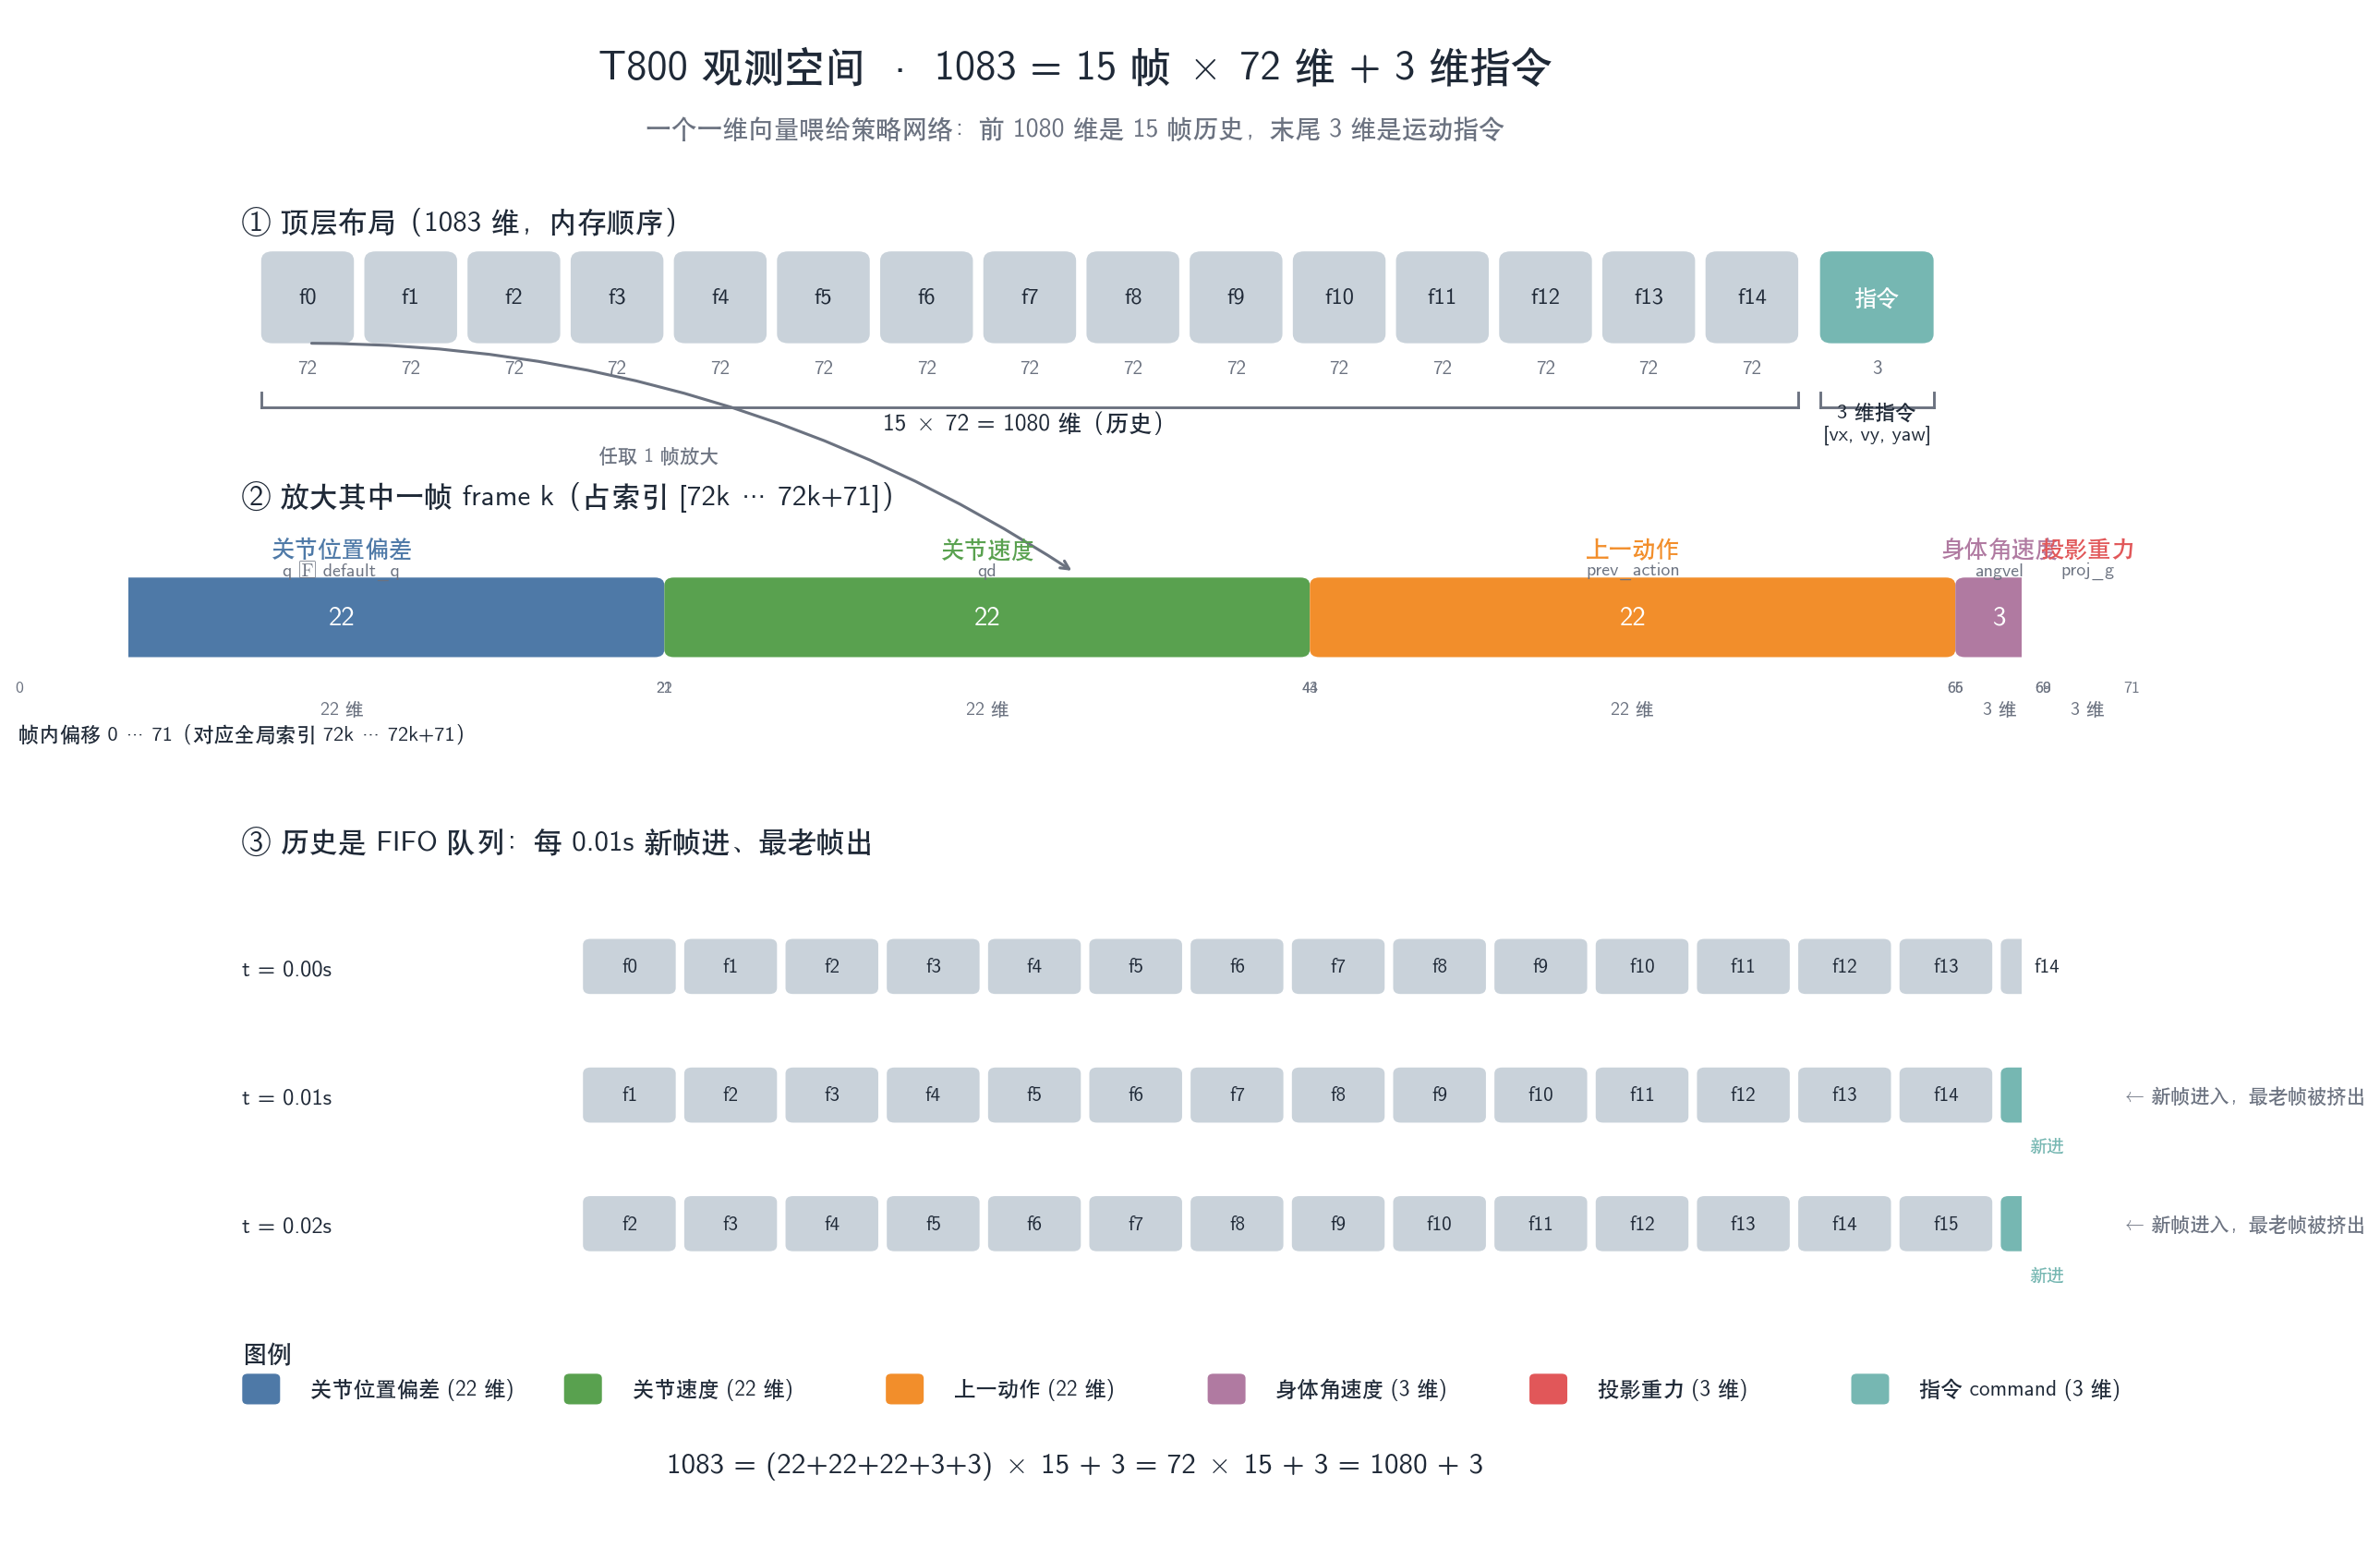 T800 观测空间 · 1083 = 15 帧 × 72 维 + 3 维指令
一个一维向量喂给策略网络：前 1080 维是 15 帧历史，末尾 3 维是运动指令
① 顶层布局（1083 维，内存顺序）
f0 f1 f2 f3 f4 f5 f6 f7 f8 f9 f10 f11 f12 f13 f14 指令
72 72 72 72 72 72 72 72 72 72 72 72 72 72 72 3
15 × 72 = 1080 维（历史）
3 维指令
[vx, vy, yaw]
任取 1 帧放大
② 放大其中一帧 frame k（占索引 [72k ⋯ 72k+71]）
关节位置偏差 关节速度 上一动作 身体角速度 投影重力
q default_q qd prev_action angvel proj_g
22 22 22 3
0 21 22 43 44 65 66 68 69 71
22 维 22 维 22 维 3 维 3 维
帧内偏移 0 ⋯ 71（对应全局索引 72k ⋯ 72k+71）
③ 历史是 FIFO 队列：每 0.01s 新帧进、最老帧出
t = 0.00s f0 f1 f2 f3 f4 f5 f6 f7 f8 f9 f10 f11 f12 f13 f14
t = 0.01s f1 f2 f3 f4 f5 f6 f7 f8 f9 f10 f11 f12 f13 f14 ← 新帧进入，最老帧被挤出
新进
t = 0.02s f2 f3 f4 f5 f6 f7 f8 f9 f10 f11 f12 f13 f14 f15 ← 新帧进入，最老帧被挤出
新进
图例
关节位置偏差 (22 维) 关节速度 (22 维) 上一动作 (22 维) 身体角速度 (3 维) 投影重力 (3 维) 指令 command (3 维)
1083 = (22+22+22+3+3) × 15 + 3 = 72 × 15 + 3 = 1080 + 3